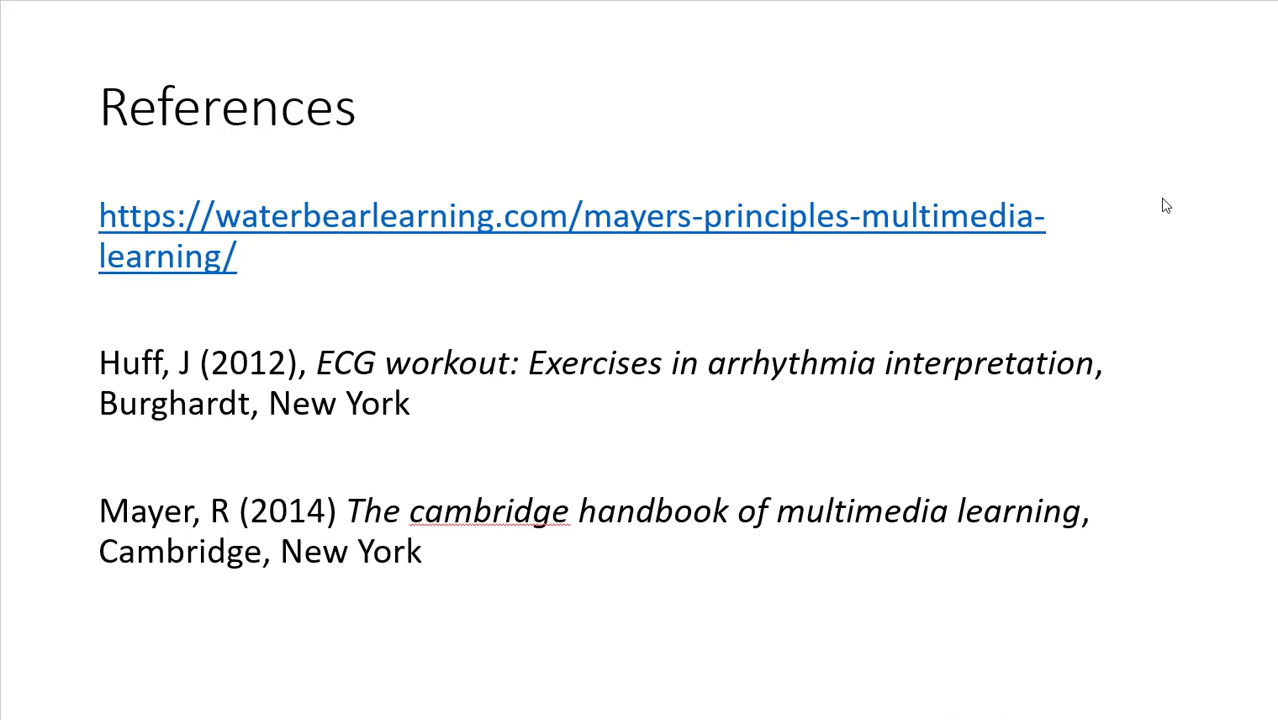 References
https://waterbearlearning.com/mayers-principles-multimedia-
learning/
Huff, J (2012), ECG workout: Exercises in arrhythmia interpretation,
Burghardt, New York
Mayer, R (2014) The cambridge handbook of multimedia learning,
Cambridge, New York